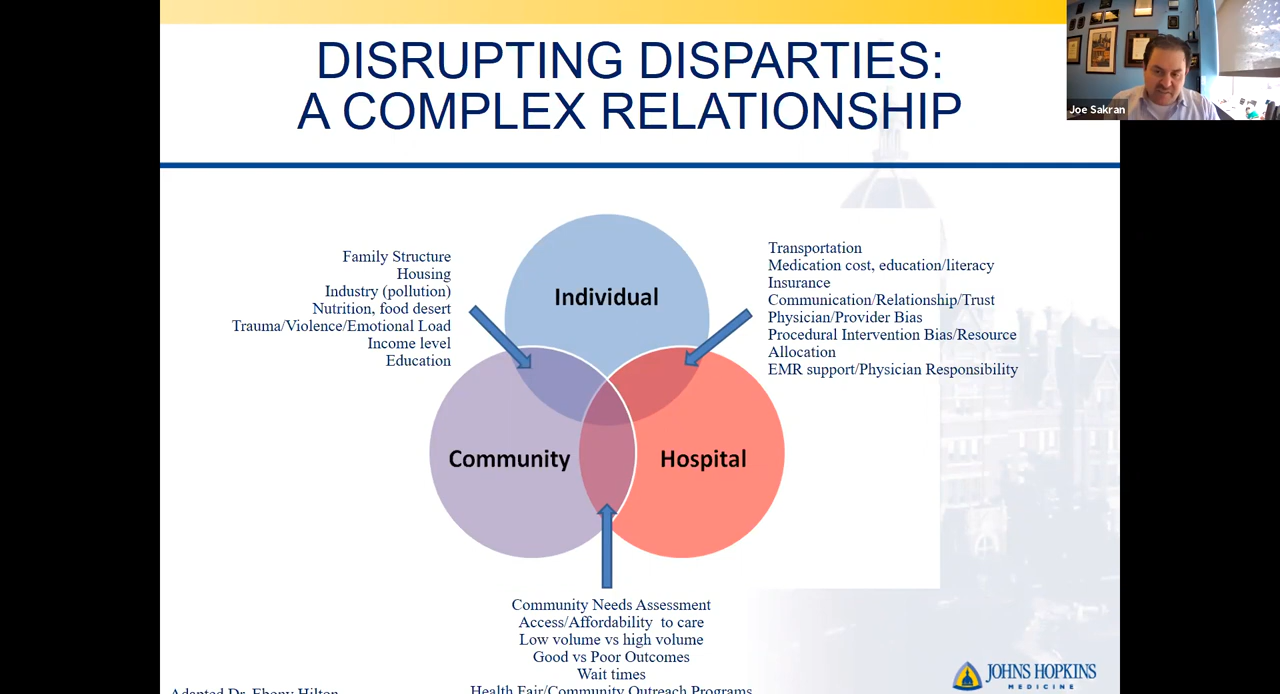 DISRUPTING DISPARTIES:
A COMPLEX RELATIONSHIP
Joe Sakran
Family Structure
Housing
Industry (pollution)
Nutrition, food desert
Trauma/Violence/Emotional Load
Income level
Education
Individual
Transportation
Medication cost, education/literacy
Insurance
Communication/Relationship/Trust
Physician/Provider Bias
Procedural Intervention Bias/Resource
Allocation
EMR support/Physician Responsibility
Community
Hospital
Community Needs Assessment
Access/Affordability to care
Low volume vs high volume
Good vs Poor Outcomes
Wait times
Health Fair/Community Outreach Programs
Adapted Dr. Ebony Hilton
JOHNS HOPKINS
MEDICINE